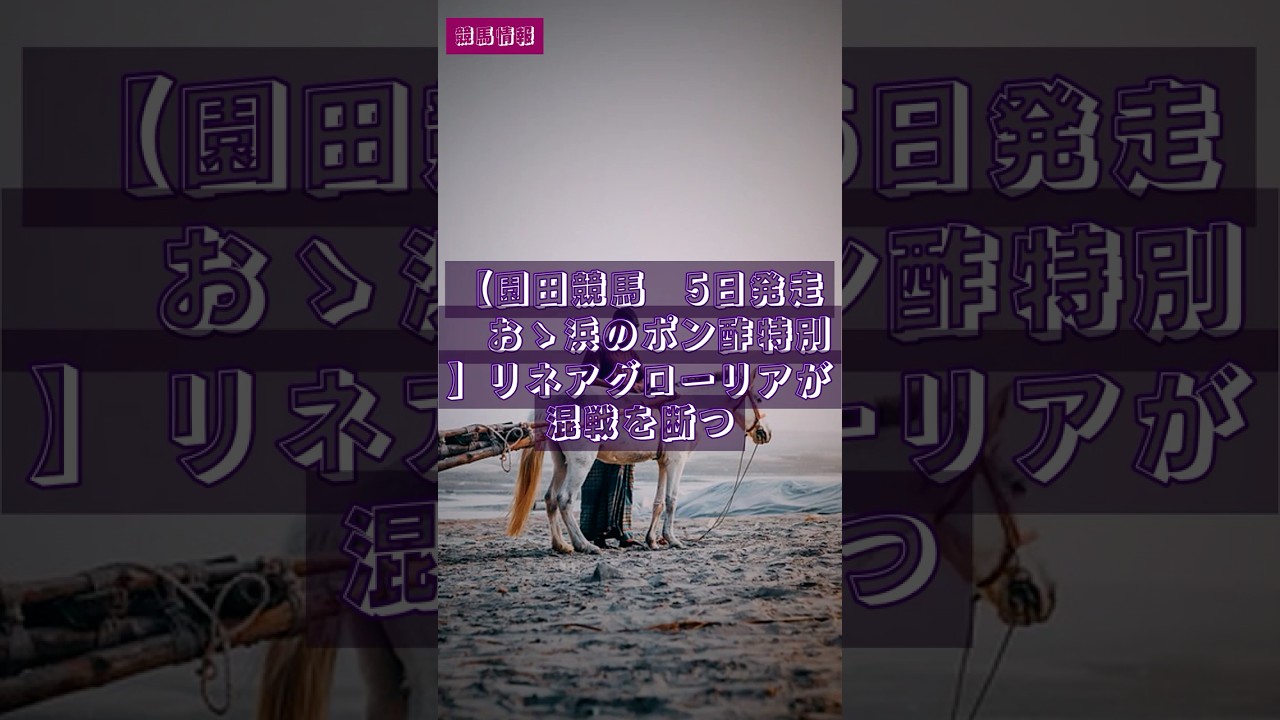 競馬情報
【園田競馬　5日発走
　おゝ浜のポン酢特別
】リネアグローリアが
混戦を断つ